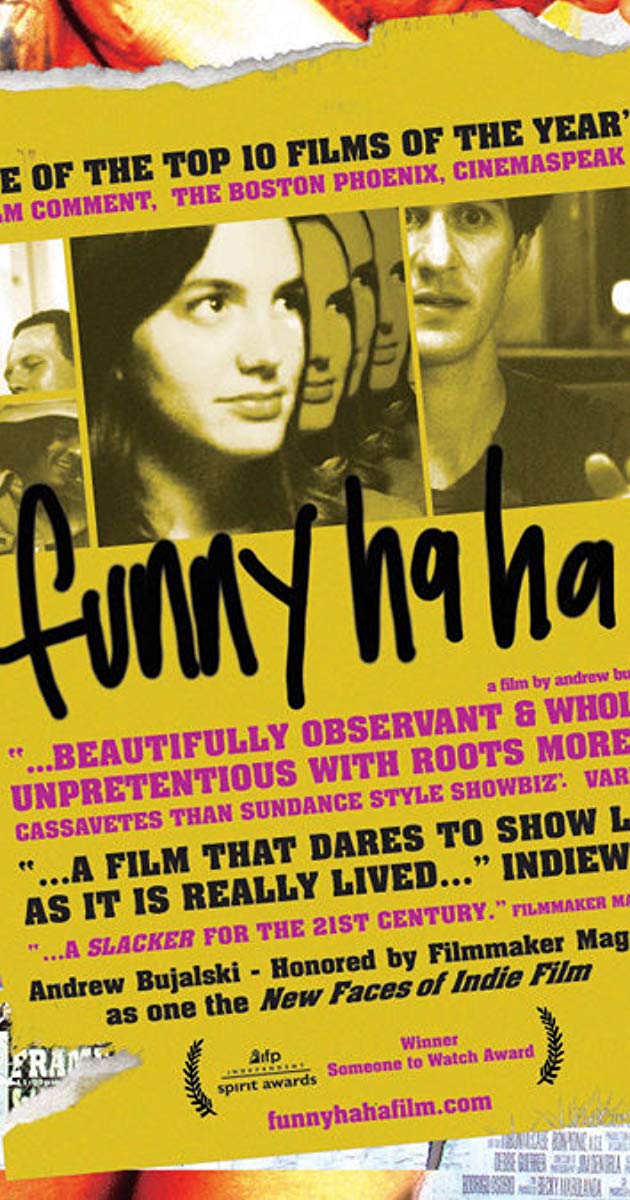 E OF THE TOP 10 FILMS OF THE YEAR"
LM COMMENT, THE BOSTON PHOENIX, CINEMASPEAK
funny ha ha
a film by andrew bu
"...BEAUTIFULLY OBSERVANT & WHOL
UNPRETENTIOUS WITH ROOTS MORE
CASSAVETES THAN SUNDANCE STYLE SHOWBIZ". VAR
"...A FILM THAT DARES TO SHOW L
AS IT IS REALLY LIVED..." INDIEW
"...A SLACKER FOR THE 21ST CENTURY." FILMMAKER MA
Andrew Bujalski - Honored by Filmmaker Mag
as one the New Faces of Indie Film
ifp
INDEPENDENT
spirit awards
Winner
Someone to Watch Award
funnyhahafilm.com
FRAM